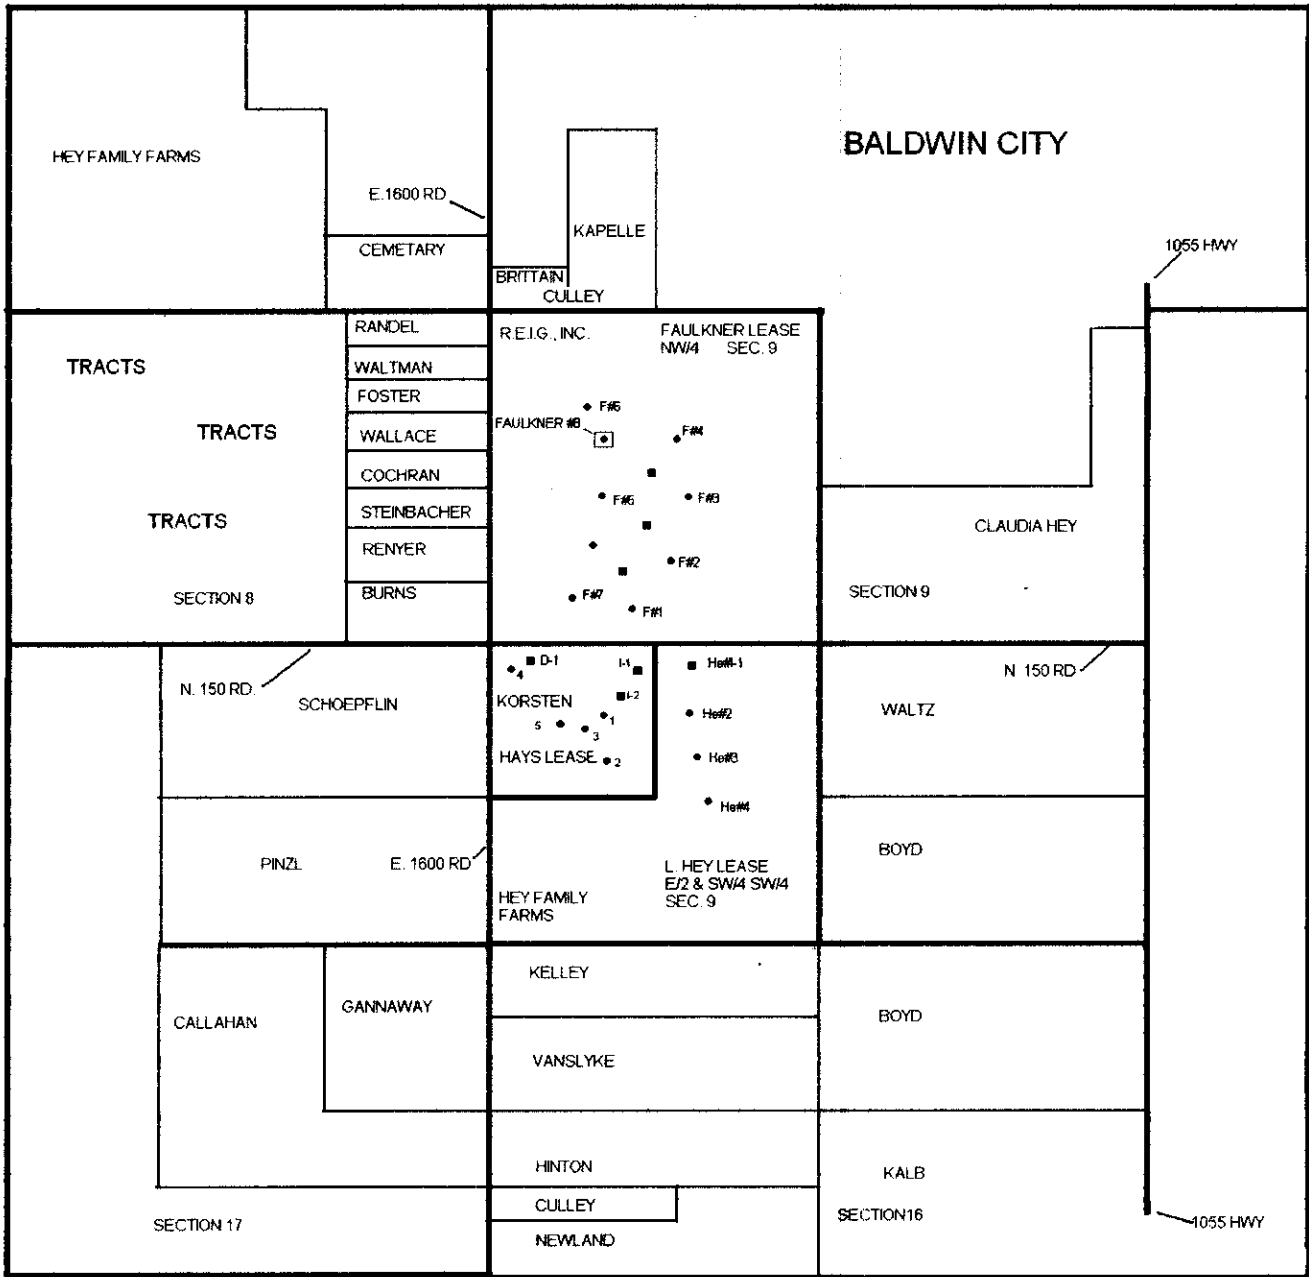 BALDWIN CITY
HEY FAMILY FARMS
E.1600 RD
KAPELLE
CEMETARY
1055 HWY
BRITTAIN
CULLEY
RANDEL
R.E.I.G., INC.
FAULKNER LEASE
NW/4 SEC. 9
TRACTS
WALTMAN
FOSTER
F#6
FAULKNER #8
F#4
TRACTS
WALLACE
COCHRAN
F#6
F#3
TRACTS
STEINBACHER
CLAUDIA HEY
RENYER
F#2
SECTION 8
BURNS
F#7
F#1
SECTION 9
D-1
I-1
He#4-1
4
N. 150 RD.
N 150 RD
SCHOEPFLIN
KORSTEN
I-2
He#2
WALTZ
1
5
3
HAYS LEASE
2
He#3
He#4
PINZL
E. 1600 RD
BOYD
L. HEY LEASE
E/2 & SW/4 SW/4
SEC. 9
HEY FAMILY
FARMS
KELLEY
CALLAHAN
GANNAWAY
BOYD
VANSLYKE
HINTON
KALB
CULLEY
SECTION 17
SECTION16
1055 HWY
NEWLAND